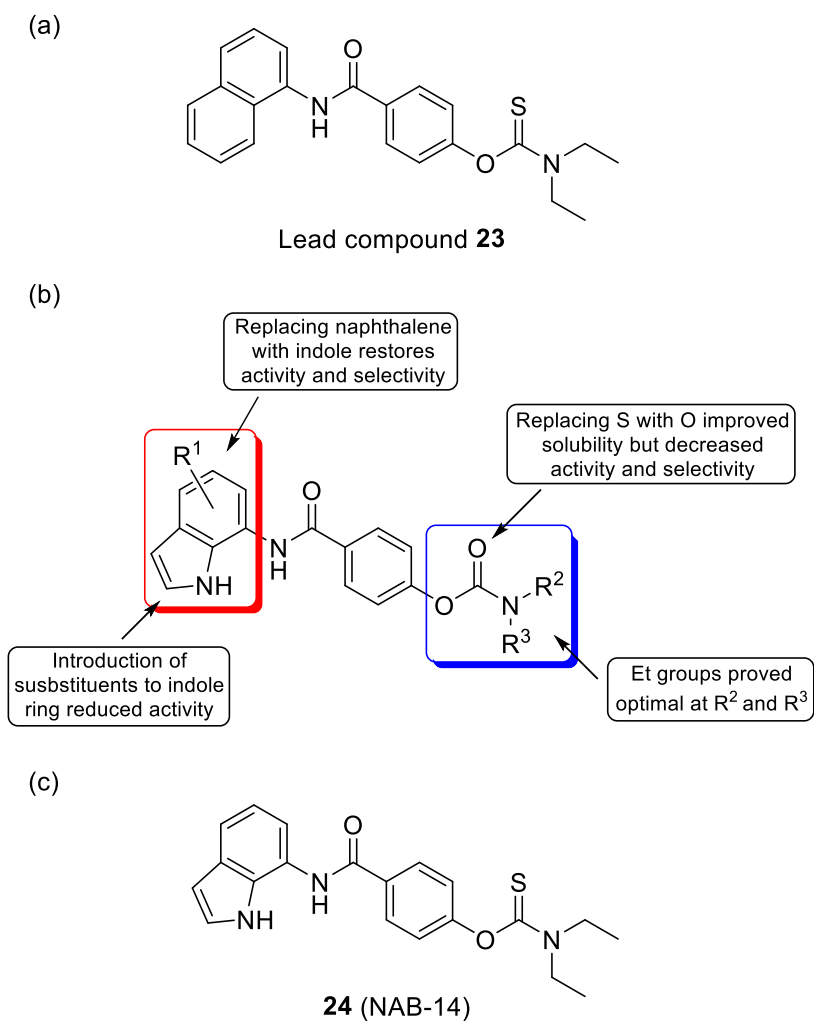 (a)
O
N
H
S
O
N
Lead compound 23
(b)
Replacing naphthalene
with indole restores
activity and selectivity
Replacing S with O improved
solubility but decreased
activity and selectivity
R1
O
N
H
NH
O
O
N
R2
R3
Introduction of
susbstituents to indole
ring reduced activity
Et groups proved
optimal at R2 and R3
(c)
O
N
H
NH
S
O
N
24 (NAB-14)